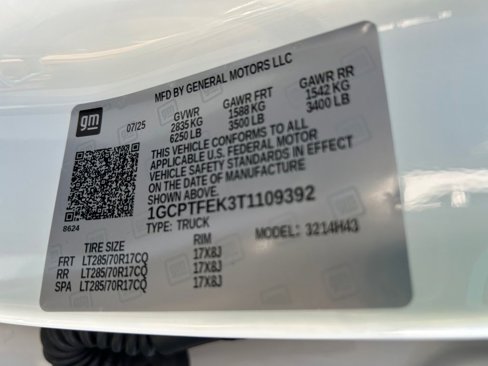 MFD BY GENERAL MOTORS LLC
gm
07/25
GVWR GAWR FRT GAWR RR
2835 KG 1588 KG 1542 KG
6250 LB 3500 LB 3400 LB
THIS VEHICLE CONFORMS TO ALL
APPLICABLE U.S. FEDERAL MOTOR
VEHICLE SAFETY STANDARDS IN EFFECT
ON THE DATE OF MANUFACTURE
SHOWN ABOVE.
8624
1GCPTFEK3T1109392
TYPE: TRUCK MODEL: 3214H43
TIRE SIZE RIM
FRT LT285/70R17CQ 17X8J
RR LT285/70R17CQ 17X8J
SPA LT285/70R17CQ 17X8J